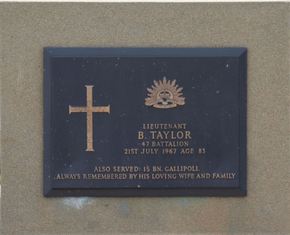 LIEUTENANT
B. TAYLOR
47 BATTALION
21ST JULY 1967 AGE 83
ALSO SERVED: 15 BN. GALLIPOLI.
ALWAYS REMEMBERED BY HIS LOVING WIFE AND FAMILY